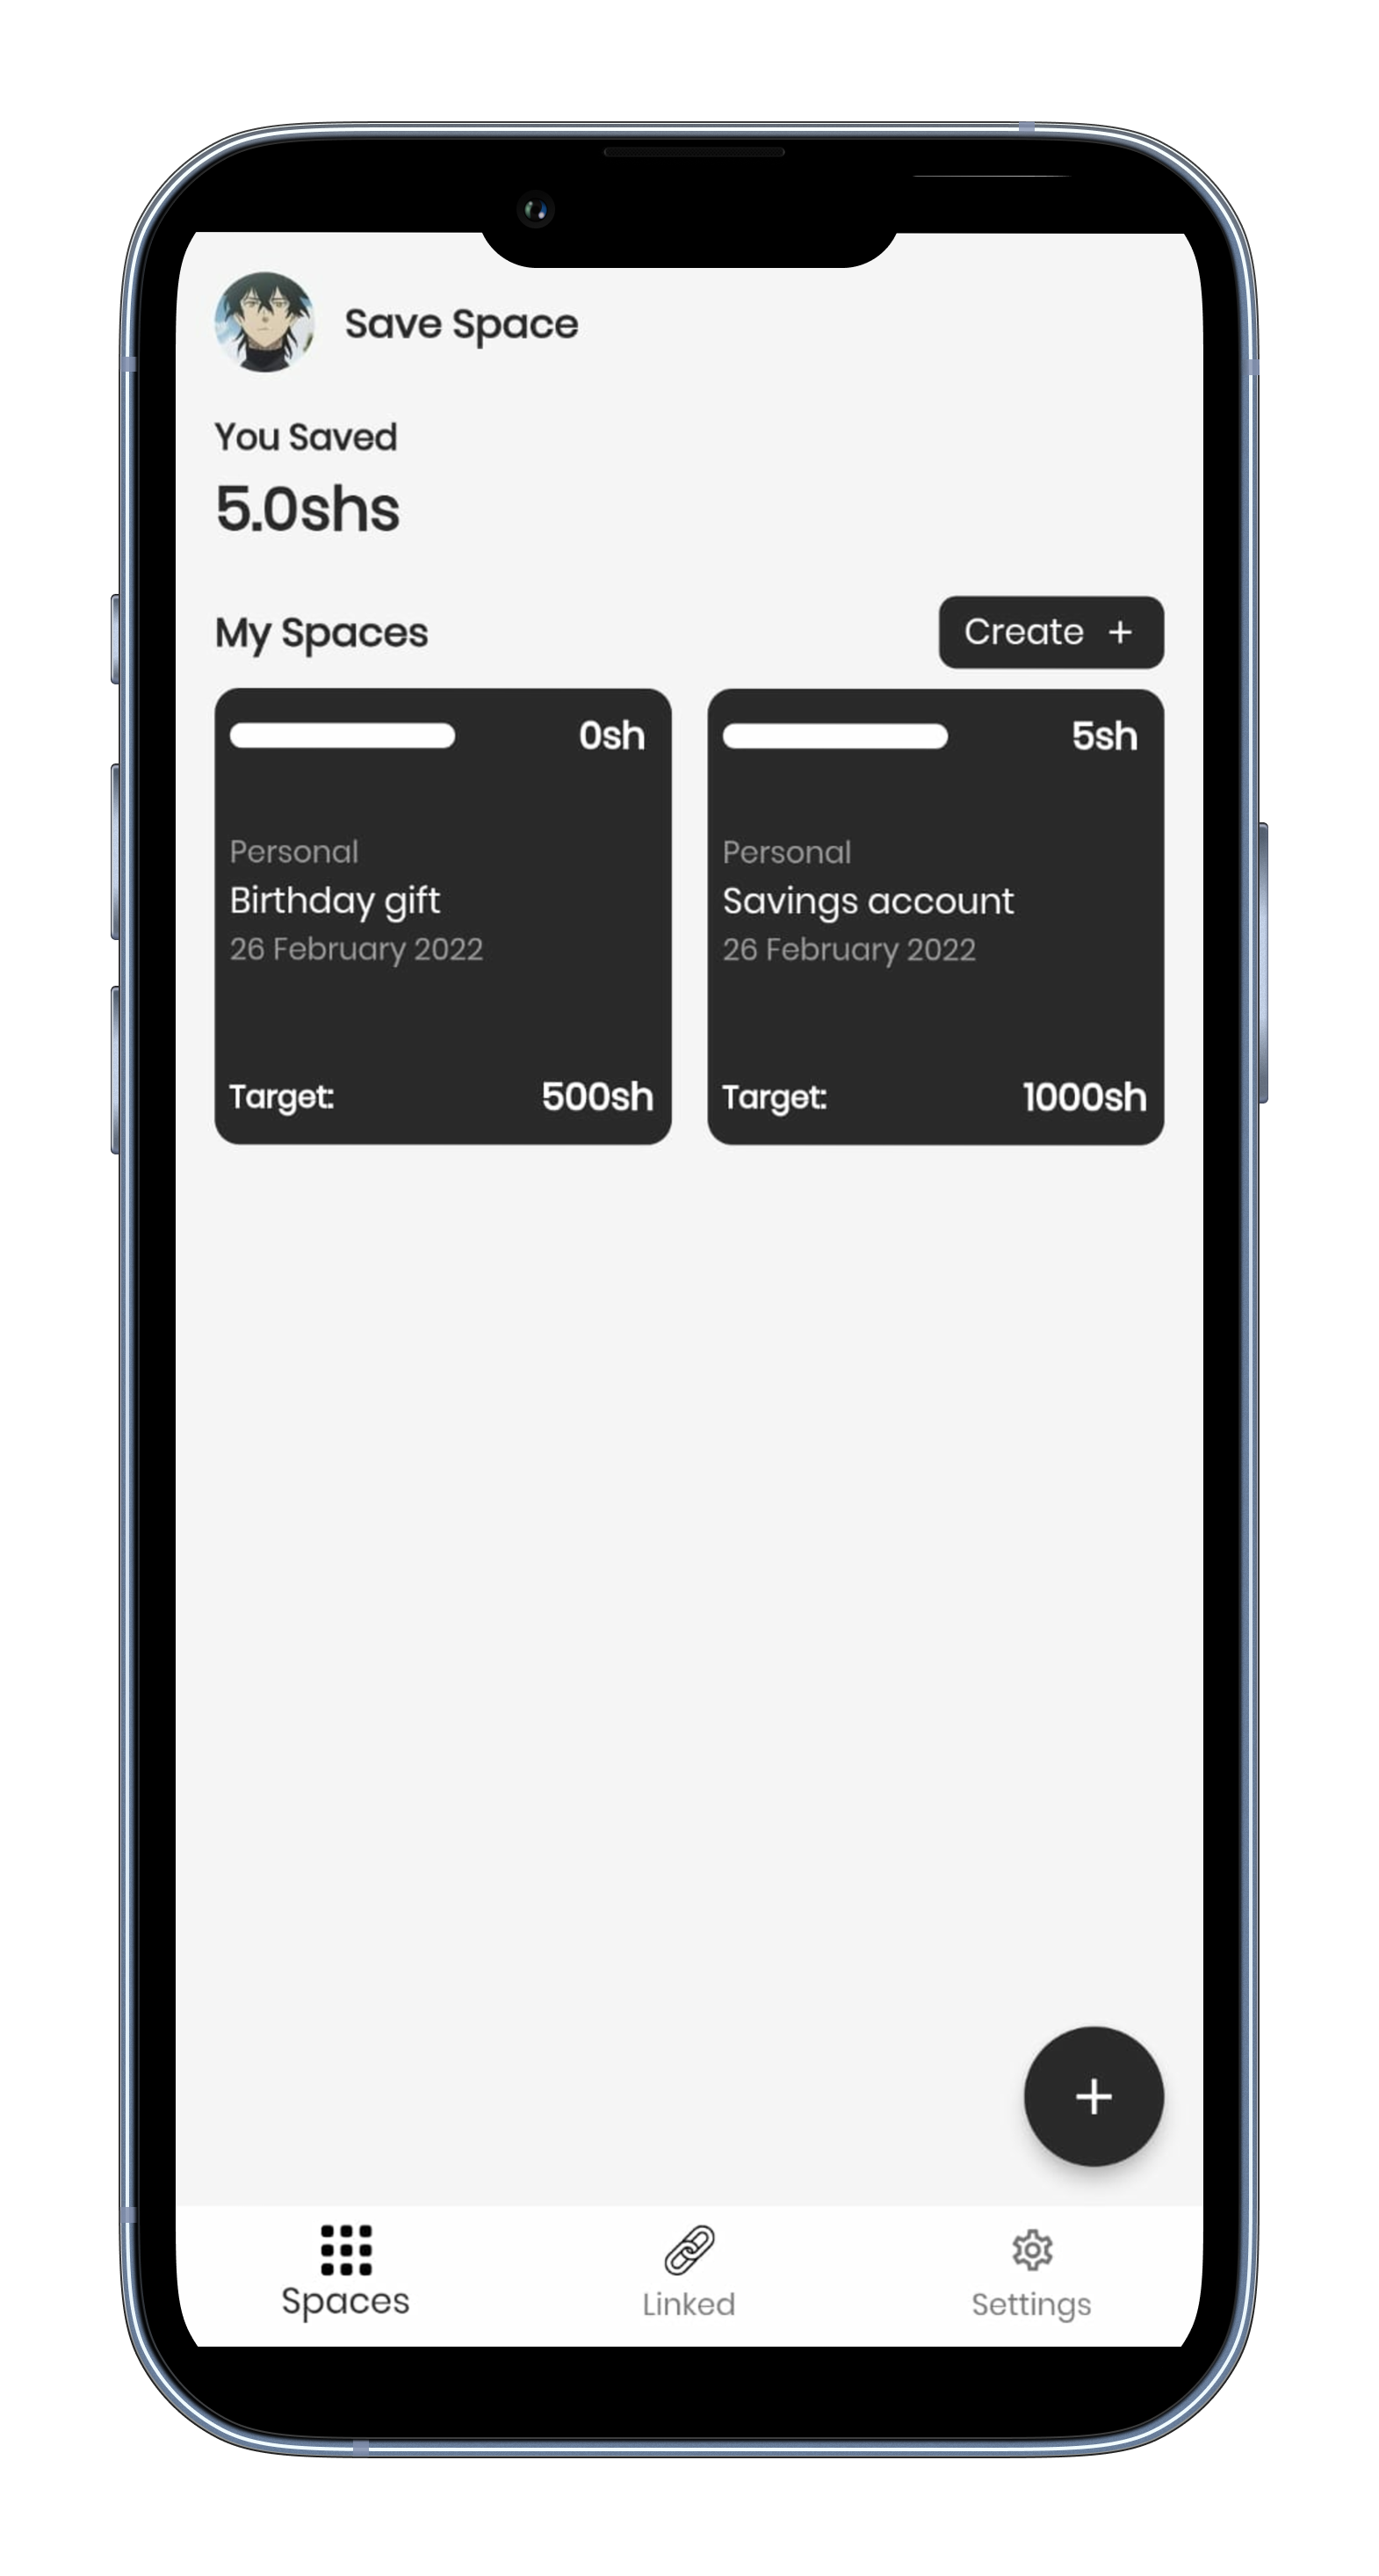 Save Space
You Saved
5.0shs
My Spaces
Create +
0sh
Personal
Birthday gift
26 February 2022
Target: 500sh
5sh
Personal
Savings account
26 February 2022
Target: 1000sh
+
Spaces
Linked
Settings